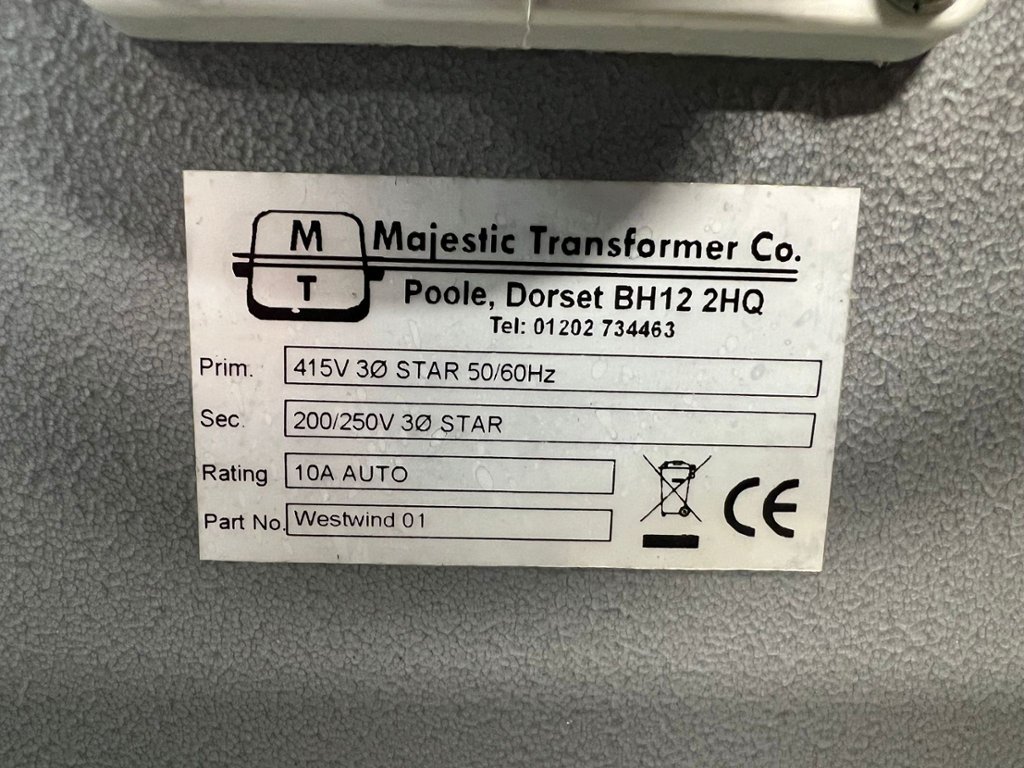 M
T
Majestic Transformer Co.
Poole, Dorset BH12 2HQ
Tel: 01202 734463
Prim. 415V 3Ø STAR 50/60Hz
Sec. 200/250V 3Ø STAR
Rating 10A AUTO
Part No. Westwind 01
CE